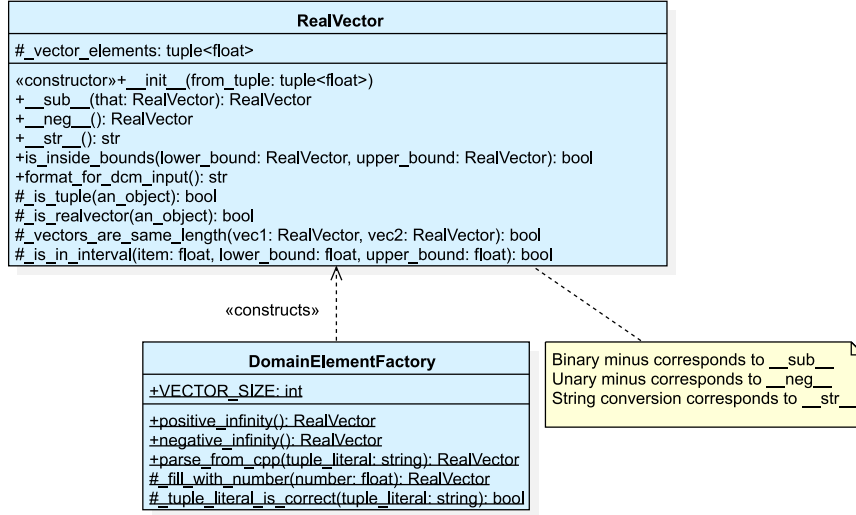 RealVector
#_vector_elements: tuple<float>
«constructor»+__init__(from_tuple: tuple<float>)
+__sub__(that: RealVector): RealVector
+__neg__(): RealVector
+__str__(): str
+is_inside_bounds(lower_bound: RealVector, upper_bound: RealVector): bool
+format_for_dcm_input(): str
#_is_tuple(an_object): bool
#_is_realvector(an_object): bool
#_vectors_are_same_length(vec1: RealVector, vec2: RealVector): bool
#_is_in_interval(item: float, lower_bound: float, upper_bound: float): bool
«constructs»
DomainElementFactory
+VECTOR_SIZE: int
+positive_infinity(): RealVector
+negative_infinity(): RealVector
+parse_from_cpp(tuple_literal: string): RealVector
#_fill_with_number(number: float): RealVector
#_tuple_literal_is_correct(tuple_literal: string): bool
Binary minus corresponds to __sub__
Unary minus corresponds to __neg__
String conversion corresponds to __str__